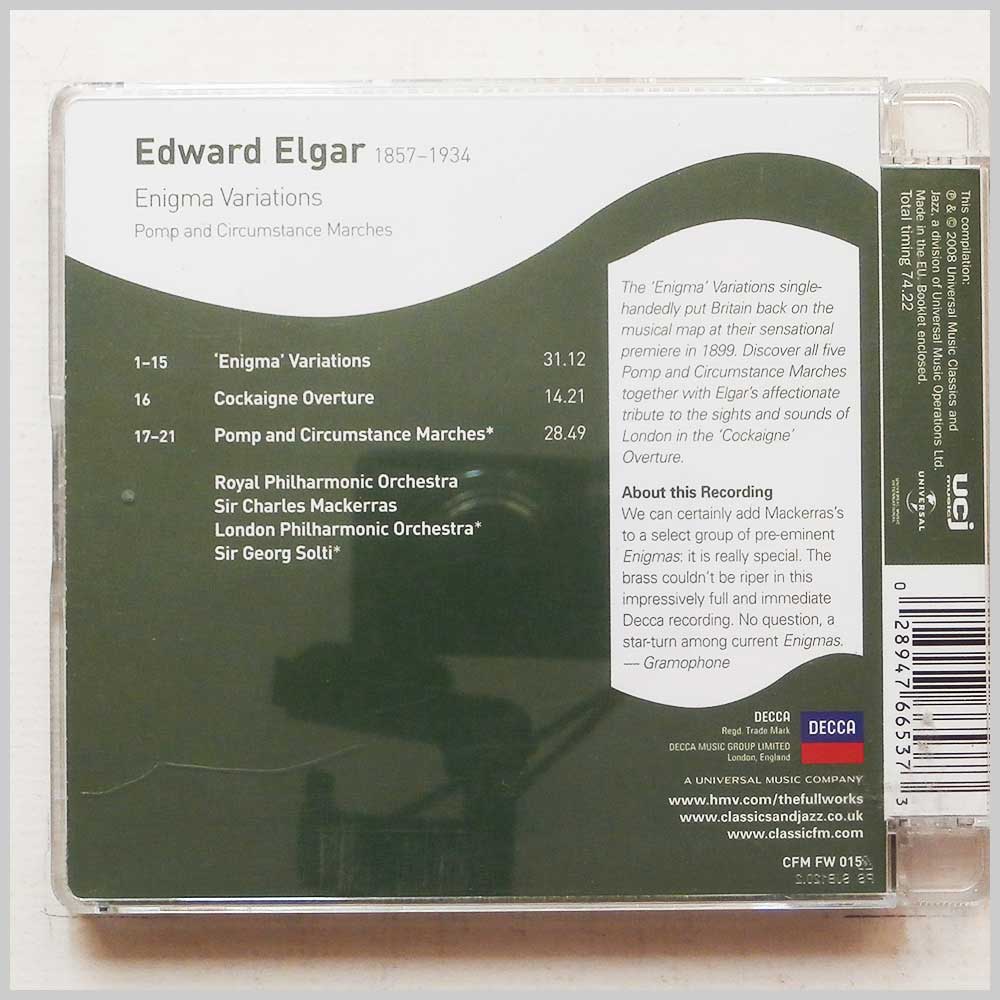 Edward Elgar 1857–1934
Enigma Variations
Pomp and Circumstance Marches
1–15 ‘Enigma’ Variations 31.12
16 Cockaigne Overture 14.21
17–21 Pomp and Circumstance Marches* 28.49
Royal Philharmonic Orchestra
Sir Charles Mackerras
London Philharmonic Orchestra*
Sir Georg Solti*
The ‘Enigma’ Variations single-
handedly put Britain back on the
musical map at their sensational
premiere in 1899. Discover all five
Pomp and Circumstance Marches
together with Elgar’s affectionate
tribute to the sights and sounds of
London in the ‘Cockaigne’
Overture.
About this Recording
We can certainly add Mackerras’s
to a select group of pre-eminent
Enigmas: it is really special. The
brass couldn’t be riper in this
impressively full and immediate
Decca recording. No question, a
star-turn among current Enigmas.
— Gramophone
DECCA
Regd. Trade Mark
DECCA MUSIC GROUP LIMITED
London, England
DECCA
A UNIVERSAL MUSIC COMPANY
www.hmv.com/thefullworks
www.classicsandjazz.co.uk
www.classicfm.com
CFM FW 015
This compilation:
℗ & © 2008 Universal Music Classics and
Jazz, a division of Universal Music Operations Ltd.
Made in the EU. Booklet enclosed.
Total timing 74.22
ucj
music
UNIVERSAL
UNIVERSAL MUSIC
INTERNATIONAL
0 28947 66537 3